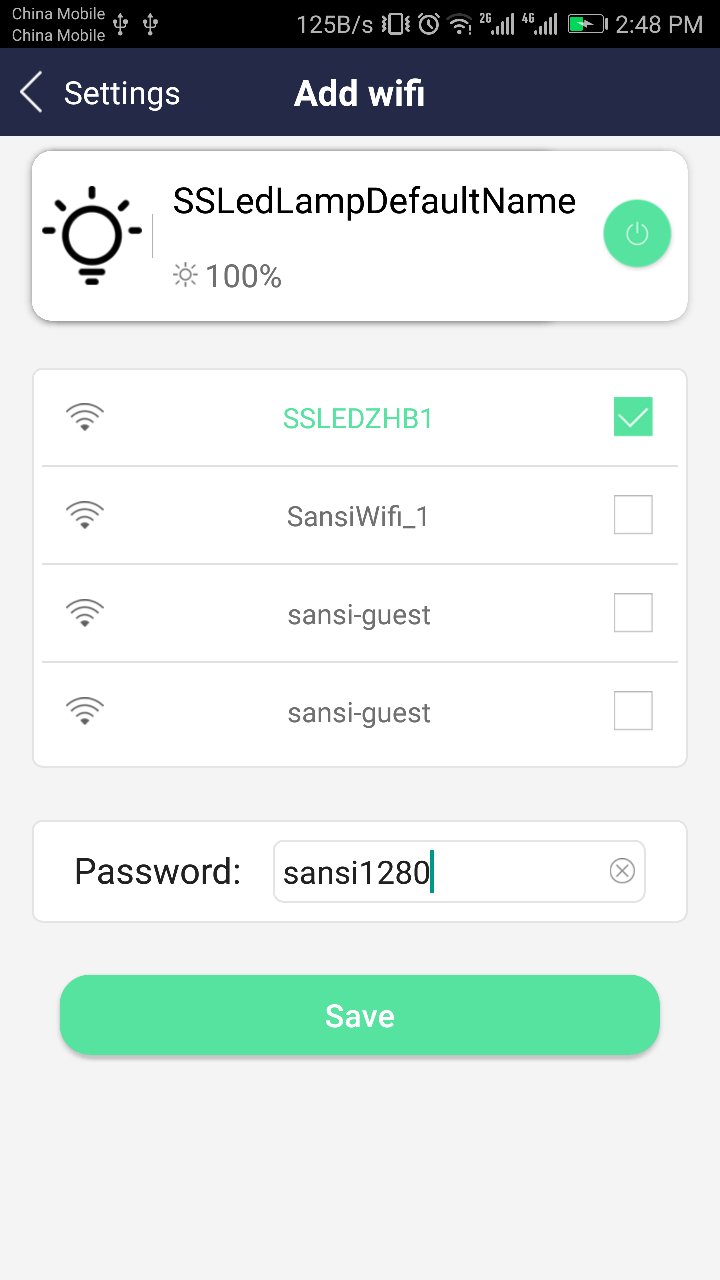 China Mobile
China Mobile
125B/s 2G 4G 2:48 PM
Settings Add wifi
SSLedLampDefaultName
100%
SSLEDZHB1
SansiWifi_1
sansi-guest
sansi-guest
Password: sansi1280
Save